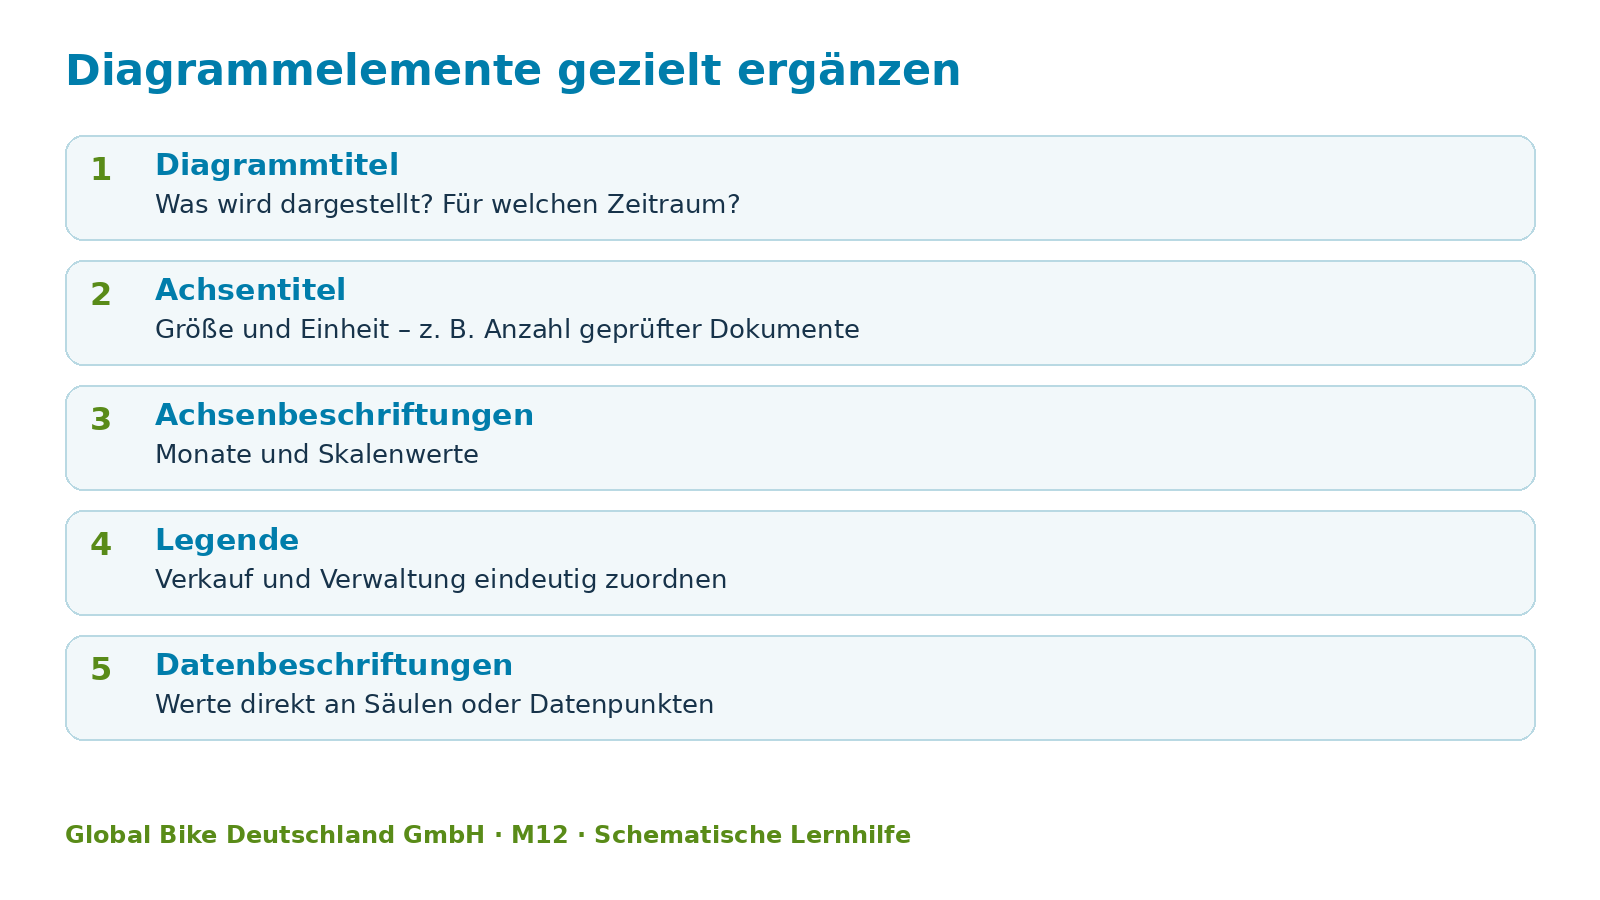 Diagrammelemente gezielt ergänzen
1 Diagrammtitel
Was wird dargestellt? Für welchen Zeitraum?
2 Achsentitel
Größe und Einheit – z. B. Anzahl geprüfter Dokumente
3 Achsenbeschriftungen
Monate und Skalenwerte
4 Legende
Verkauf und Verwaltung eindeutig zuordnen
5 Datenbeschriftungen
Werte direkt an Säulen oder Datenpunkten
Global Bike Deutschland GmbH · M12 · Schematische Lernhilfe